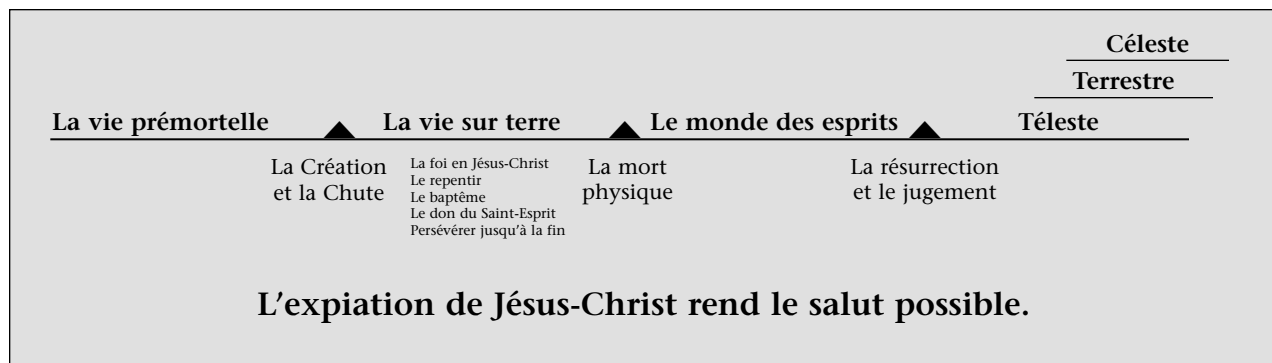 Céleste
Terrestre
La vie prémortelle La vie sur terre Le monde des esprits Téleste
La Création
et la Chute
La foi en Jésus-Christ
Le repentir
Le baptême
Le don du Saint-Esprit
Persévérer jusqu’à la fin
La mort
physique
La résurrection
et le jugement
L’expiation de Jésus-Christ rend le salut possible.